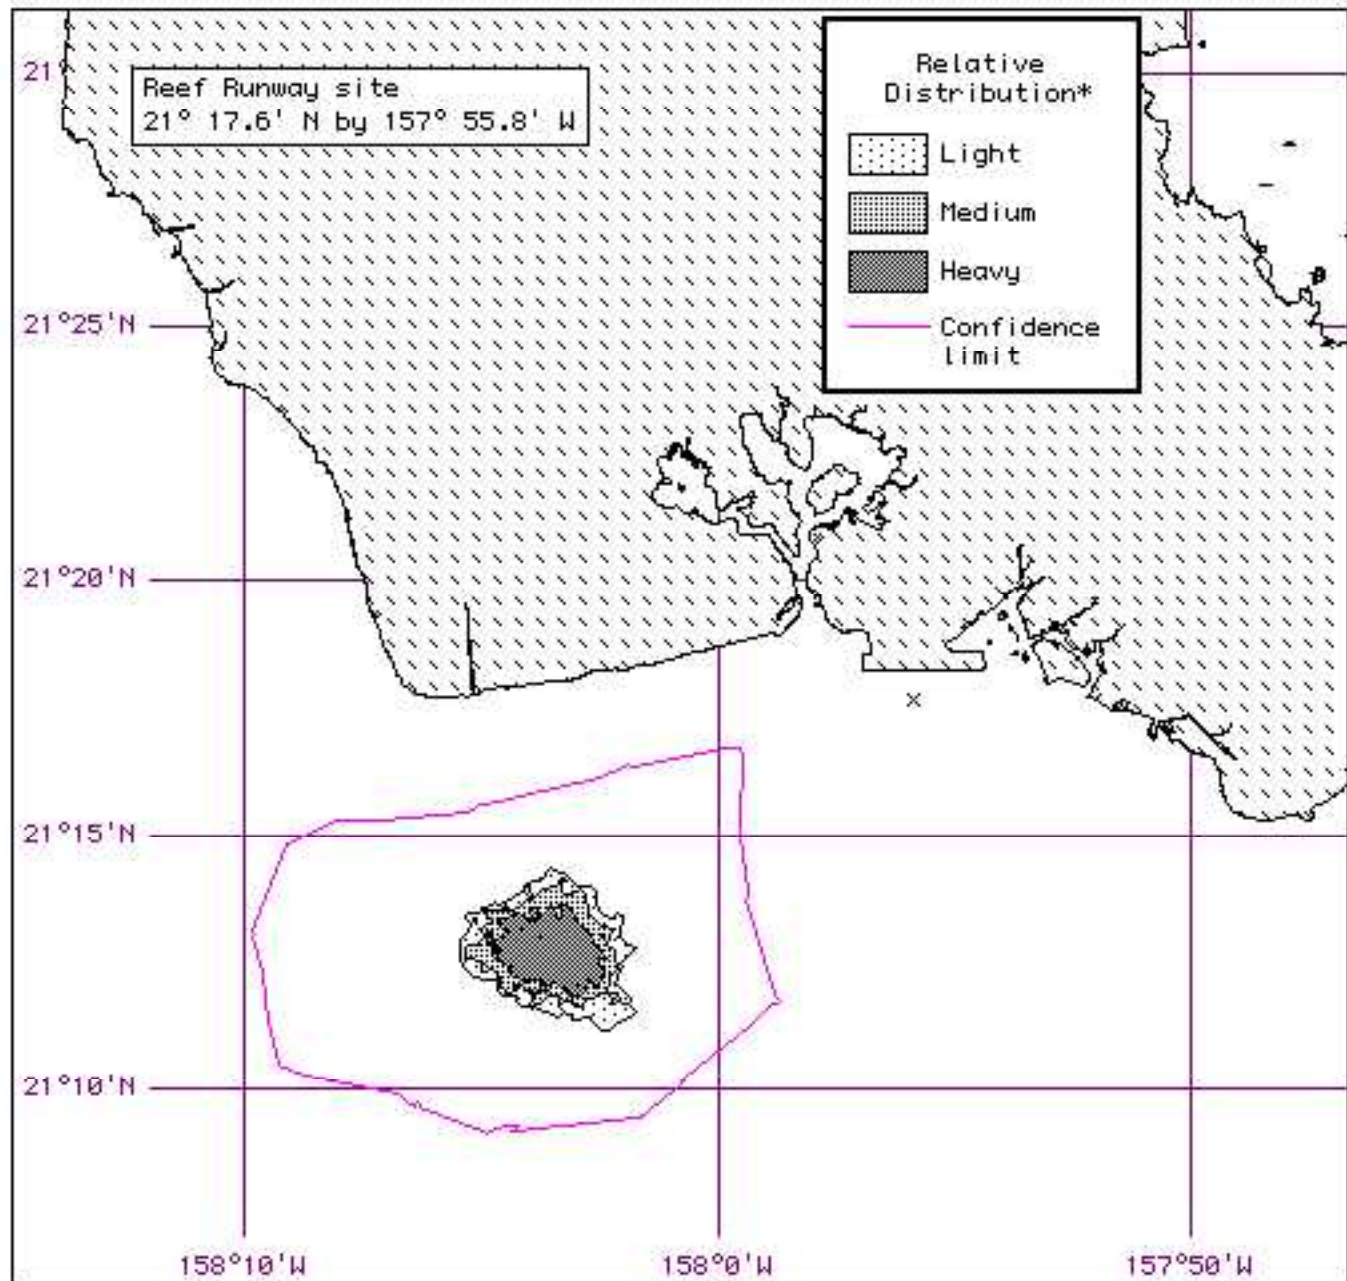 Relative
Distribution*
21
Reef Runway site
21° 17.6' N by 157° 55.8' W
Light
Medium
Heavy
Confidence
limit
21°25'N
21°20'N
21°15'N
21°10'N
158°10'W
158°0'W
157°50'W